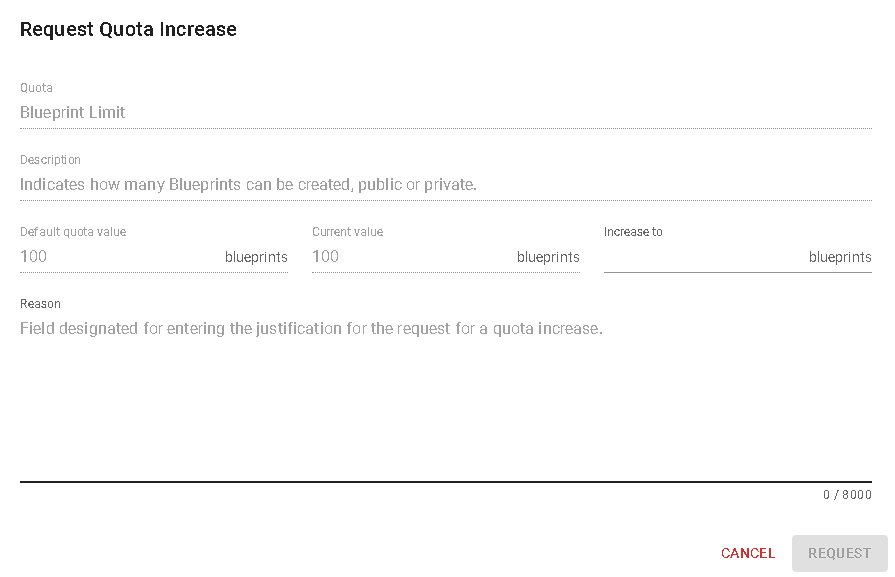 Request Quota Increase
Quota
Blueprint Limit
Description
Indicates how many Blueprints can be created, public or private.
Default quota value Current value Increase to
100 blueprints 100 blueprints blueprints
Reason
Field designated for entering the justification for the request for a quota increase.
0 / 8000
CANCEL REQUEST